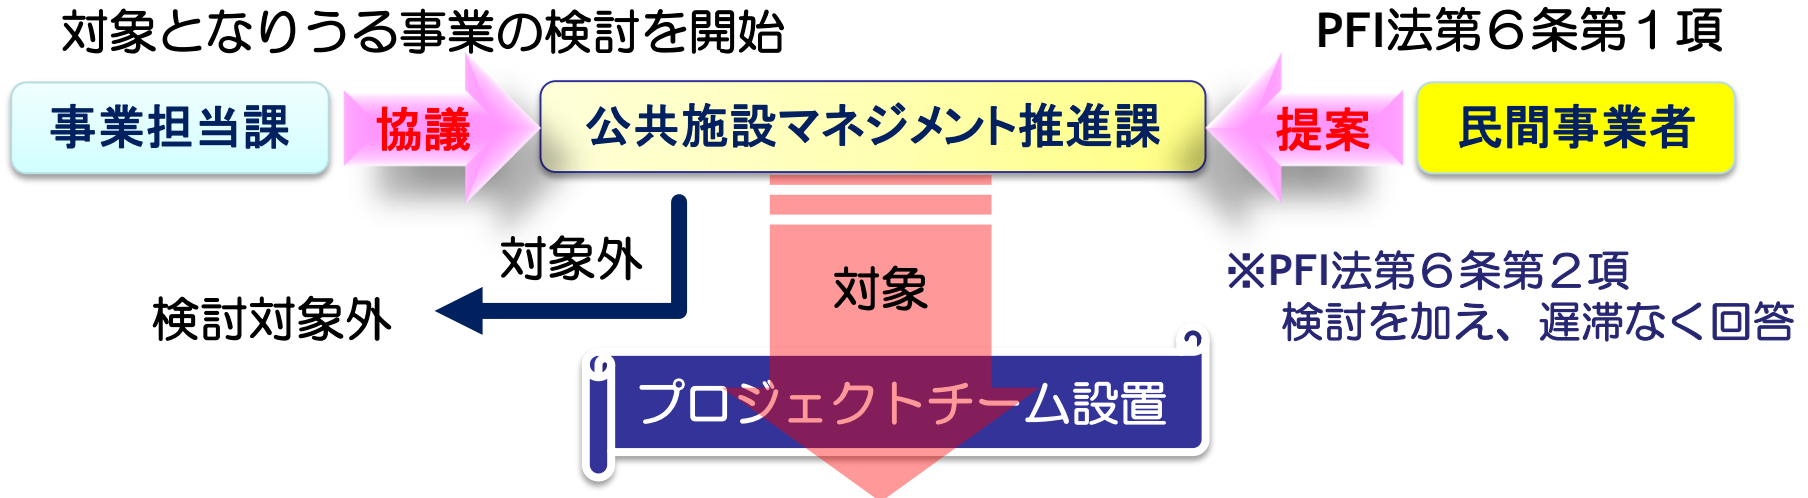 対象となりうる事業の検討を開始
PFI法第６条第１項
事業担当課
協議
公共施設マネジメント推進課
提案
民間事業者
対象外
検討対象外
対象
※PFI法第６条第２項
検討を加え、遅滞なく回答
プロジェクトチーム設置